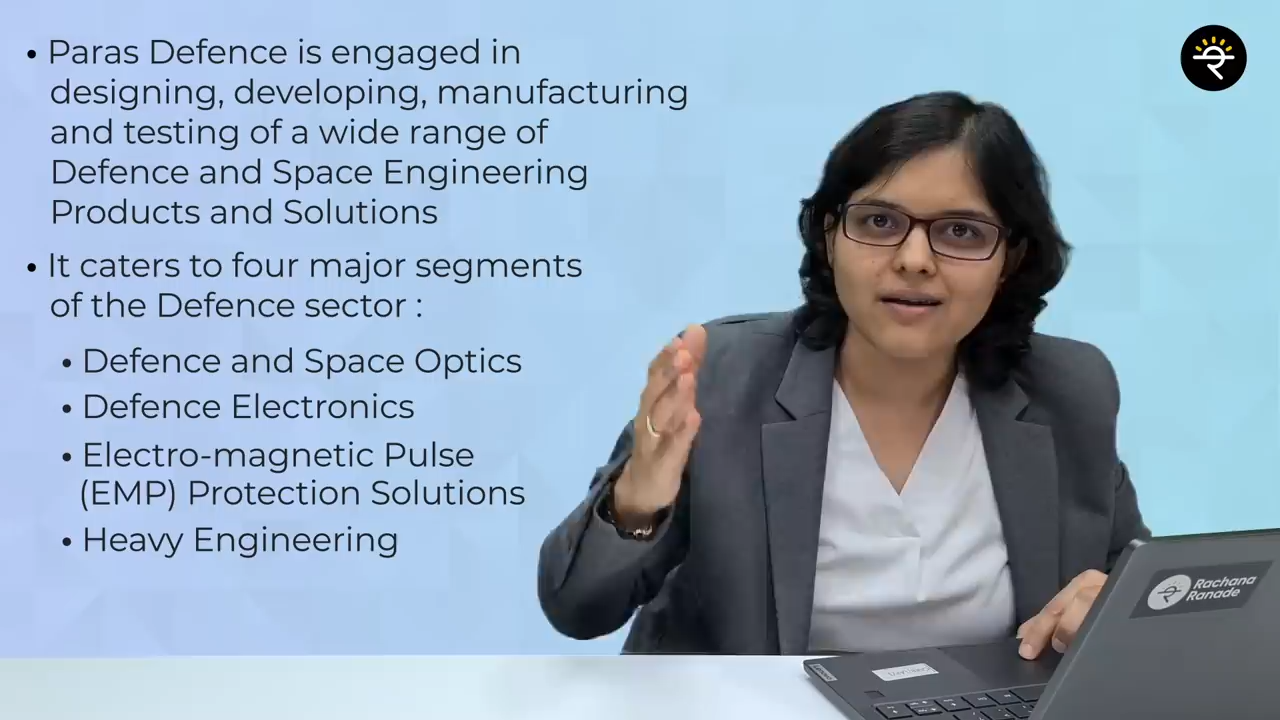 • Paras Defence is engaged in
designing, developing, manufacturing
and testing of a wide range of
Defence and Space Engineering
Products and Solutions
• It caters to four major segments
of the Defence sector :
• Defence and Space Optics
• Defence Electronics
• Electro-magnetic Pulse
(EMP) Protection Solutions
• Heavy Engineering
Rachana
Ranade
Lenovo